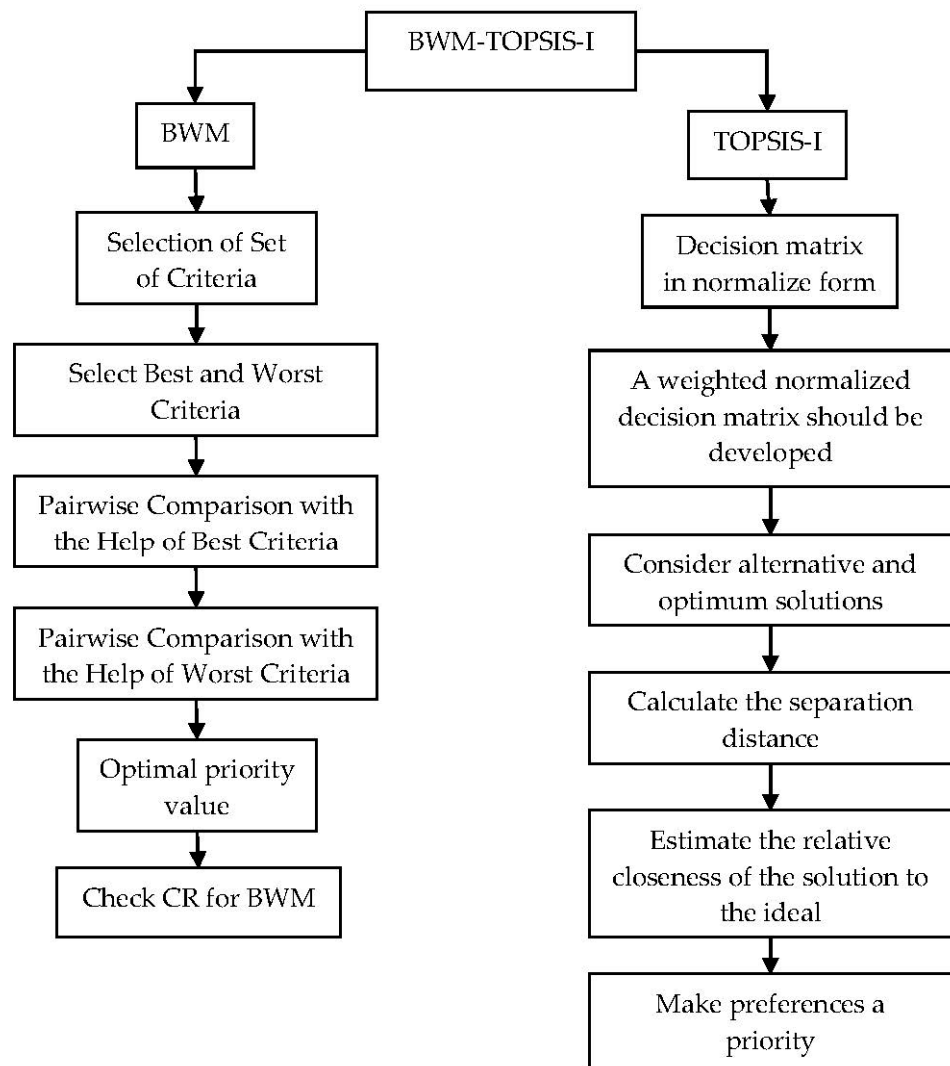 BWM-TOPSIS-I
BWM
Selection of Set
of Criteria
Select Best and Worst
Criteria
Pairwise Comparison with
the Help of Best Criteria
Pairwise Comparison with
the Help of Worst Criteria
Optimal priority
value
Check CR for BWM
TOPSIS-I
Decision matrix
in normalize form
A weighted normalized
decision matrix should be
developed
Consider alternative and
optimum solutions
Calculate the separation
distance
Estimate the relative
closeness of the solution to
the ideal
Make preferences a
priority